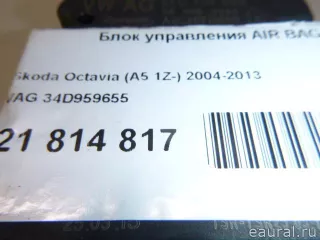 Блок управления AIR BAG
Skoda Octavia (A5 1Z-) 2004-2013
VAG 34D959655
21 814 817
eaural.ru